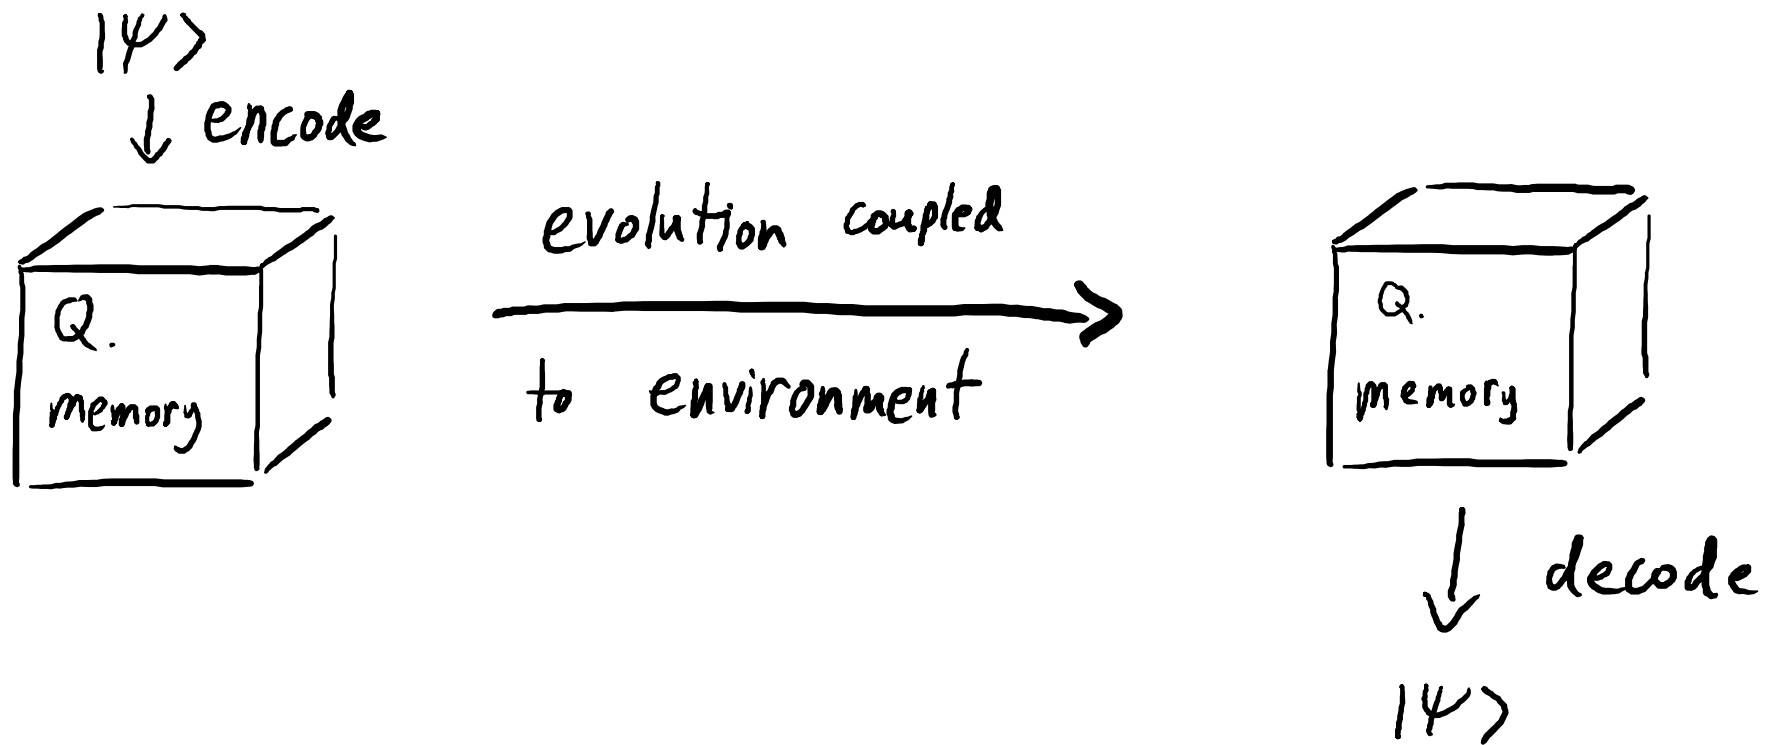 |ψ⟩
encode
Q.
memory
evolution coupled
to environment
Q.
memory
decode
|ψ⟩